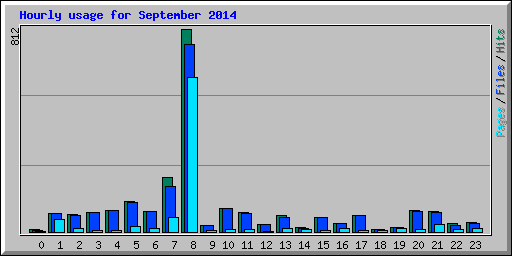 Hourly usage for September 2014
812
Pages/Files/Hits
0 1 2 3 4 5 6 7 8 9 10 11 12 13 14 15 16 17 18 19 20 21 22 23